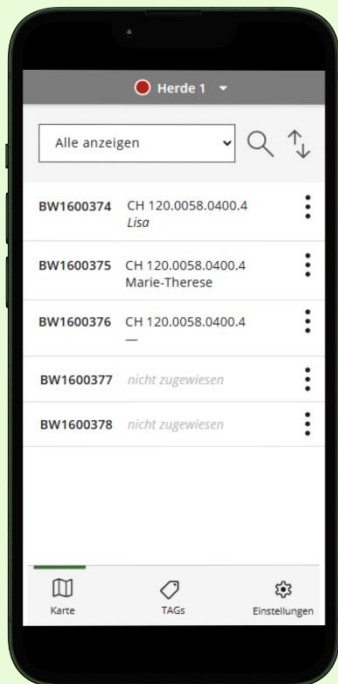 Herde 1
Alle anzeigen
BW1600374 CH 120.0058.0400.4
Lisa
BW1600375 CH 120.0058.0400.4
Marie-Therese
BW1600376 CH 120.0058.0400.4
—
BW1600377 nicht zugewiesen
BW1600378 nicht zugewiesen
Karte TAGs Einstellungen